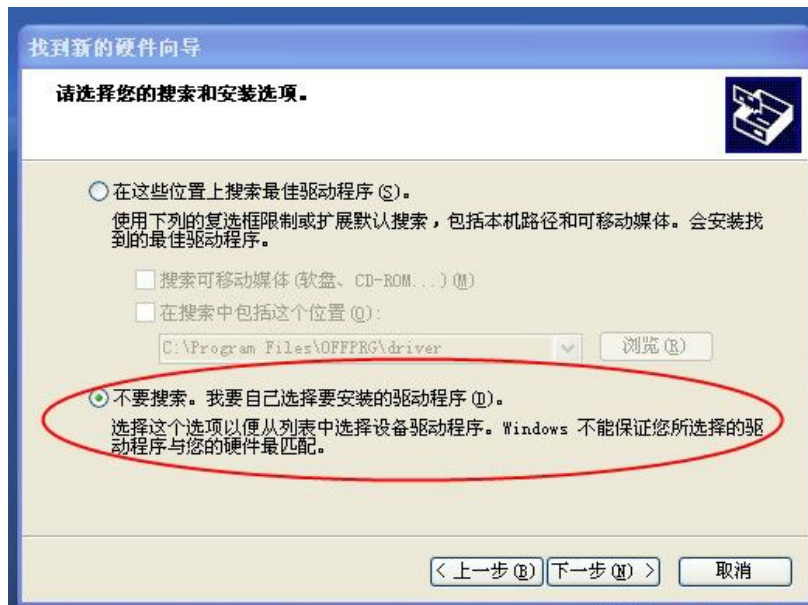 找到新的硬件向导
请选择您的搜索和安装选项。
在这些位置上搜索最佳驱动程序(S)。
使用下列的复选框限制或扩展默认搜索，包括本机路径和可移动媒体。会安装找
到的最佳驱动程序。
搜索可移动媒体(软盘、CD-ROM...)(M)
在搜索中包括这个位置(O):
C:\Program Files\OFFPRG\driver
浏览(R)
不要搜索。我要自己选择要安装的驱动程序(D)。
选择这个选项以便从列表中选择设备驱动程序。Windows 不能保证您所选择的驱
动程序与您的硬件最匹配。
< 上一步(B) 下一步(N) > 取消